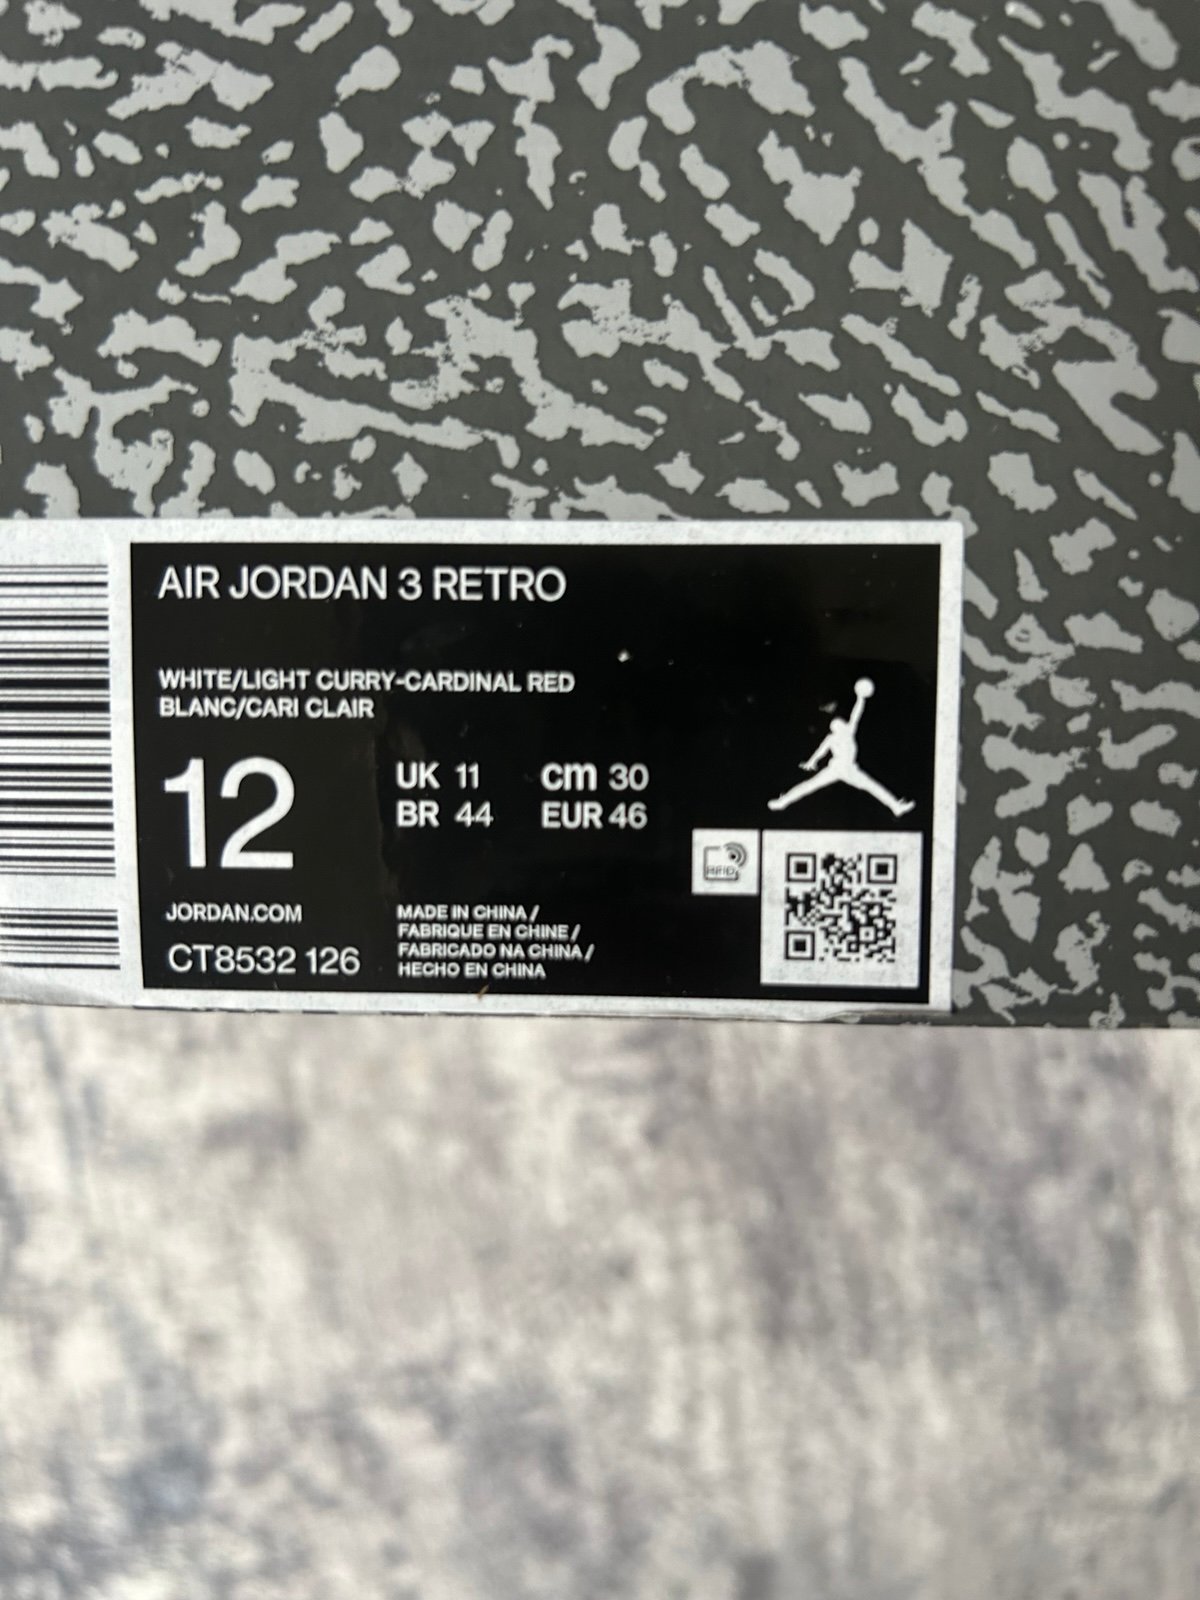 AIR JORDAN 3 RETRO
WHITE/LIGHT CURRY-CARDINAL RED
BLANC/CARI CLAIR
12
UK 11 cm 30
BR 44 EUR 46
RFID
JORDAN.COM
CT8532 126
MADE IN CHINA /
FABRIQUE EN CHINE /
FABRICADO NA CHINA /
HECHO EN CHINA